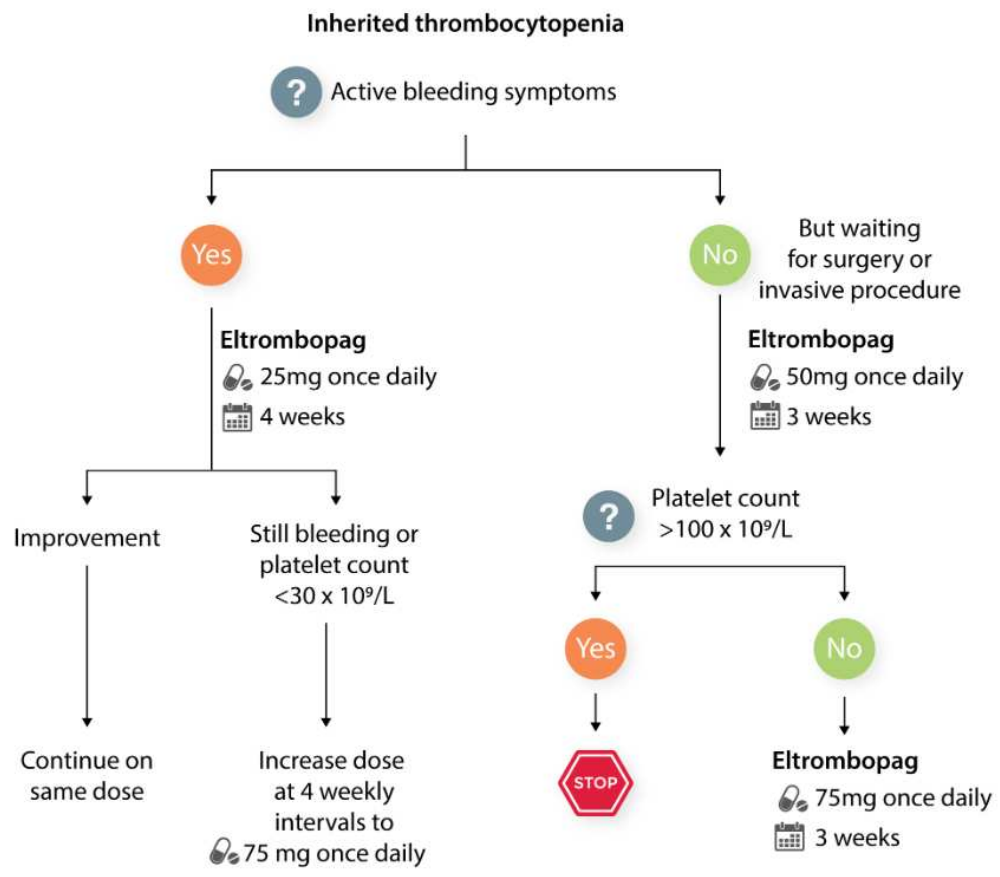 Inherited thrombocytopenia
?
Active bleeding symptoms
Yes
No
But waiting
for surgery or
invasive procedure
Eltrombopag
25mg once daily
4 weeks
Eltrombopag
50mg once daily
3 weeks
Improvement
Still bleeding or
platelet count
<30 x 10⁹/L
?
Platelet count
>100 x 10⁹/L
Yes
No
Continue on
same dose
Increase dose
at 4 weekly
intervals to
75 mg once daily
STOP
Eltrombopag
75mg once daily
3 weeks